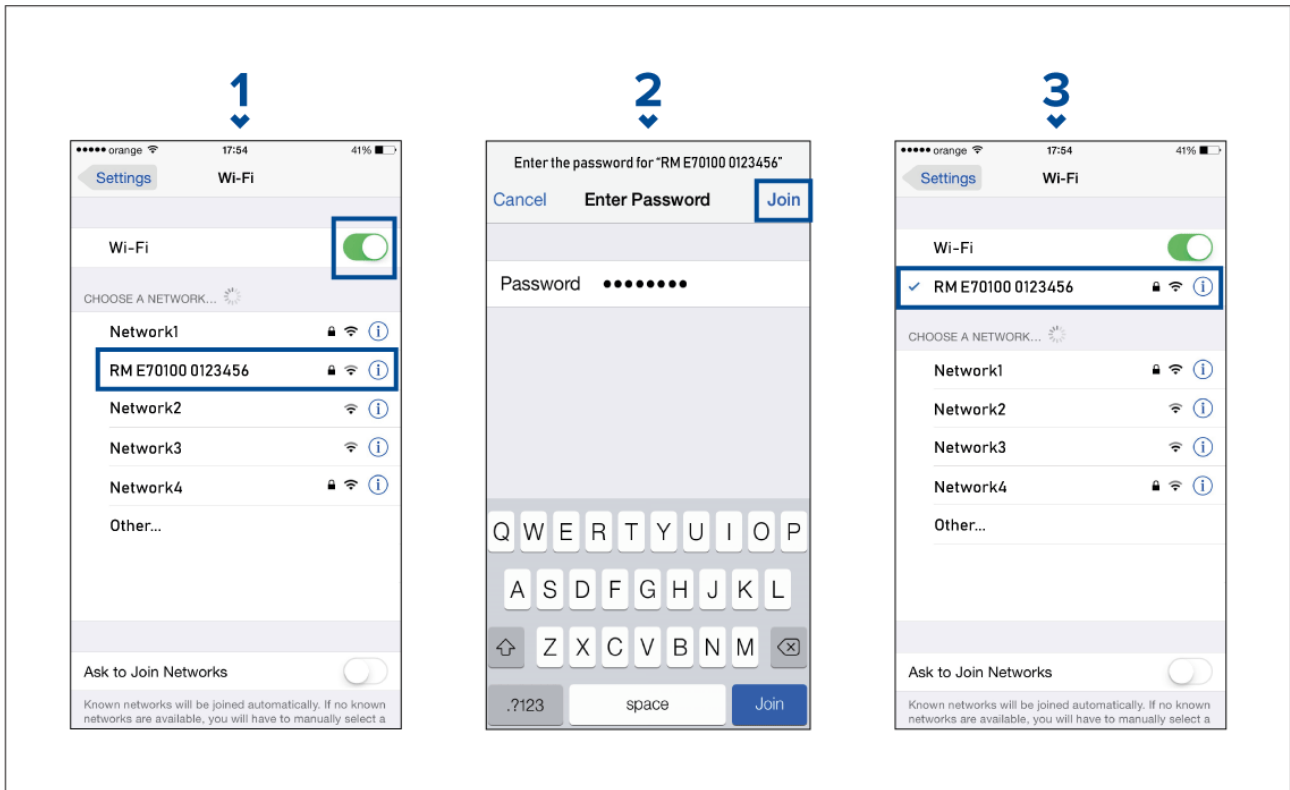 1
orange 17:54 41%
Settings Wi-Fi
Wi-Fi
CHOOSE A NETWORK...
Network1
RM E70100 0123456
Network2
Network3
Network4
Other...
Ask to Join Networks
Known networks will be joined automatically. If no known
networks are available, you will have to manually select a
2
Enter the password for "RM E70100 0123456"
Cancel Enter Password Join
Password ••••••••
Q W E R T Y U I O P
A S D F G H J K L
Z X C V B N M
.?123 space Join
3
orange 17:54 41%
Settings Wi-Fi
Wi-Fi
RM E70100 0123456
CHOOSE A NETWORK...
Network1
Network2
Network3
Network4
Other...
Ask to Join Networks
Known networks will be joined automatically. If no known
networks are available, you will have to manually select a